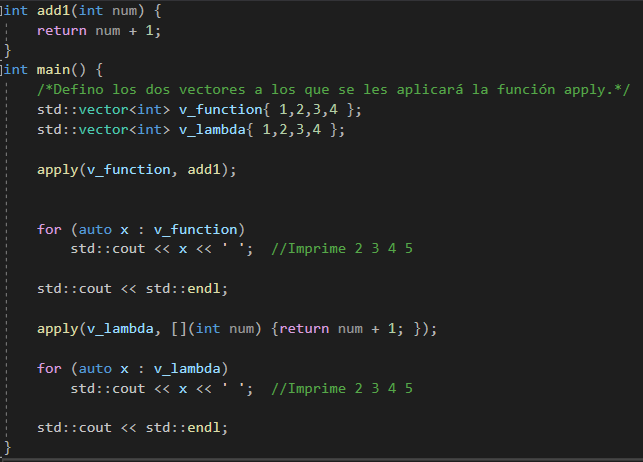 int add1(int num) {
    return num + 1;
}
int main() {
    /*Defino los dos vectores a los que se les aplicará la función apply.*/
    std::vector<int> v_function{ 1,2,3,4 };
    std::vector<int> v_lambda{ 1,2,3,4 };
    apply(v_function, add1);
    for (auto x : v_function)
        std::cout << x << ' ';  //Imprime 2 3 4 5
    std::cout << std::endl;
    apply(v_lambda, [](int num) {return num + 1; });
    for (auto x : v_lambda)
        std::cout << x << ' ';  //Imprime 2 3 4 5
    std::cout << std::endl;
}